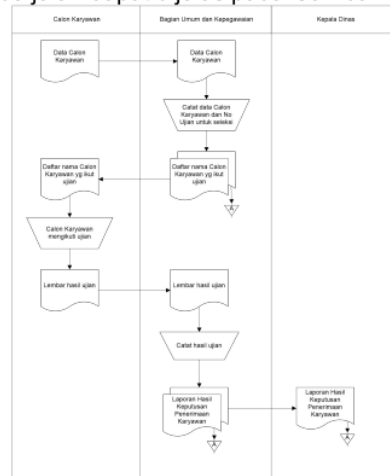 Calon Karyawan
Bagian Umum dan Kepegawaian
Kepala Dinas
Data Calon
Karyawan
Data Calon
Karyawan
Catat data Calon
Karyawan dan No
Ujian untuk seleksi
Daftar nama Calon
Karyawan yg ikut
ujian
Daftar nama Calon
Karyawan yg ikut
ujian
A
Calon Karyawan
mengikuti ujian
Lembar hasil ujian
Lembar hasil ujian
Catat hasil ujian
Laporan Hasil
Keputusan
Penerimaan
Karyawan
Laporan Hasil
Keputusan
Penerimaan
Karyawan
A
A